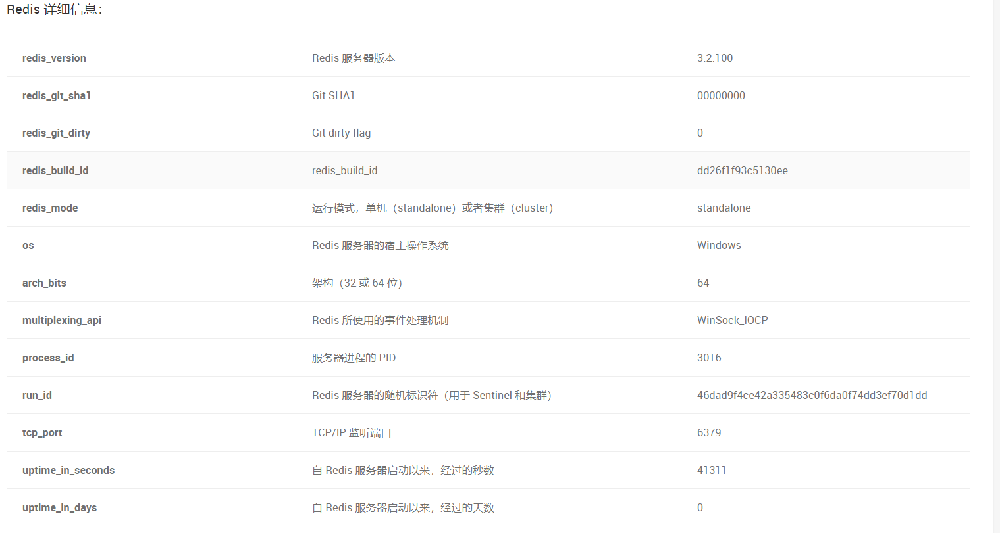 Redis 详细信息：
redis_version Redis 服务器版本 3.2.100
redis_git_sha1 Git SHA1 00000000
redis_git_dirty Git dirty flag 0
redis_build_id redis_build_id dd26f1f93c5130ee
redis_mode 运行模式，单机（standalone）或者集群（cluster） standalone
os Redis 服务器的宿主操作系统 Windows
arch_bits 架构（32 或 64 位） 64
multiplexing_api Redis 所使用的事件处理机制 WinSock_IOCP
process_id 服务器进程的 PID 3016
run_id Redis 服务器的随机标识符（用于 Sentinel 和集群） 46dad9f4ce42a335483c0f6da0f74dd3ef70d1dd
tcp_port TCP/IP 监听端口 6379
uptime_in_seconds 自 Redis 服务器启动以来，经过的秒数 41311
uptime_in_days 自 Redis 服务器启动以来，经过的天数 0